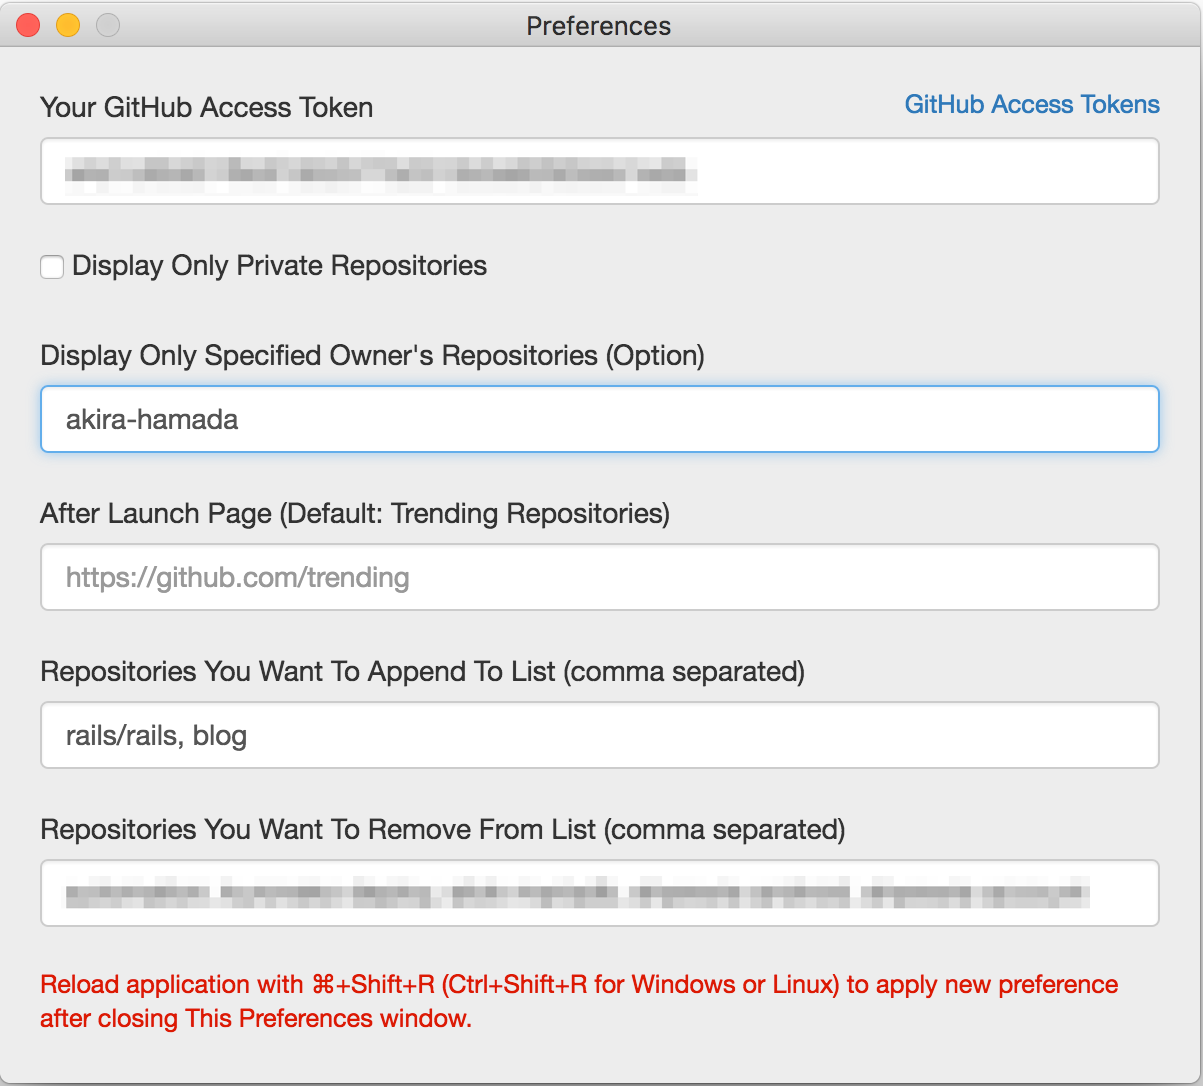 Preferences
Your GitHub Access Token
GitHub Access Tokens
Display Only Private Repositories
Display Only Specified Owner's Repositories (Option)
akira-hamada
After Launch Page (Default: Trending Repositories)
https://github.com/trending
Repositories You Want To Append To List (comma separated)
rails/rails, blog
Repositories You Want To Remove From List (comma separated)
Reload application with ⌘+Shift+R (Ctrl+Shift+R for Windows or Linux) to apply new preference
after closing This Preferences window.